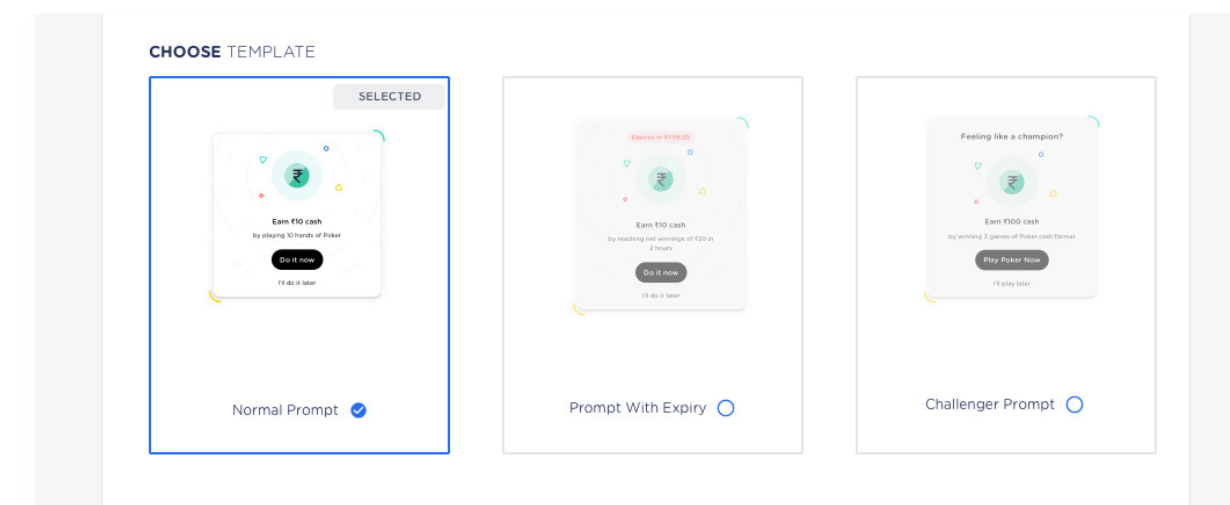 CHOOSE TEMPLATE
SELECTED
₹
Earn ₹10 cash
by playing 10 hands of Poker
Do it now
I'll do it later
Normal Prompt
Expires in 01:59:20
₹
Earn ₹10 cash
by reaching net winnings of ₹20 in
2 hours
Do it now
I'll do it later
Prompt With Expiry
Feeling like a champion?
₹
Earn ₹100 cash
by winning 3 games of Poker cash format
Play Poker Now
I'll play later
Challenger Prompt